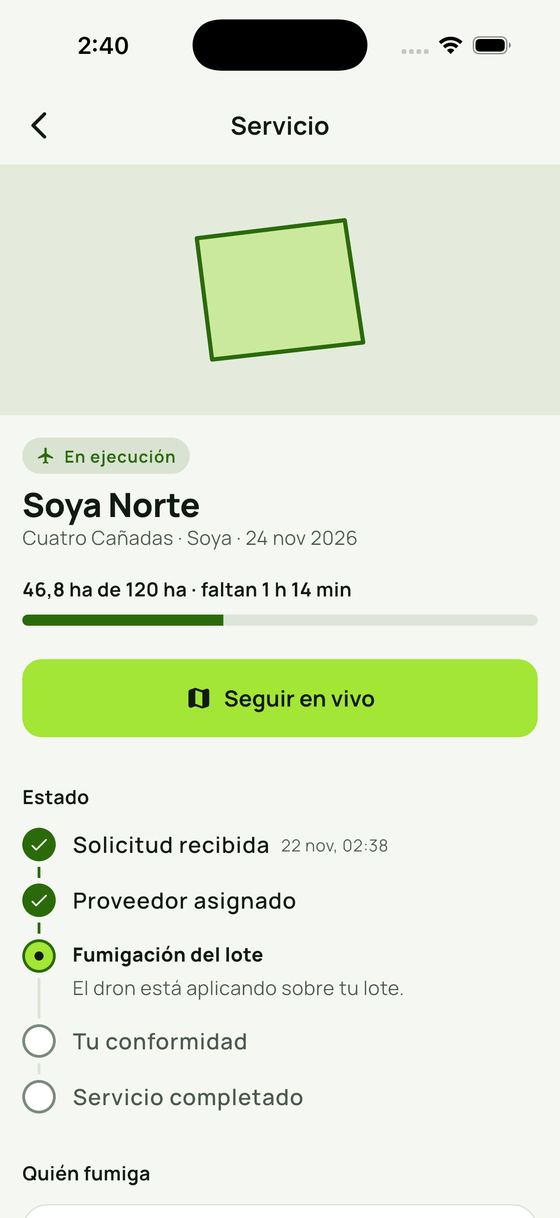 2:40
Servicio
En ejecución
Soya Norte
Cuatro Cañadas · Soya · 24 nov 2026
46,8 ha de 120 ha · faltan 1 h 14 min
Seguir en vivo
Estado
Solicitud recibida 22 nov, 02:38
Proveedor asignado
Fumigación del lote
El dron está aplicando sobre tu lote.
Tu conformidad
Servicio completado
Quién fumiga